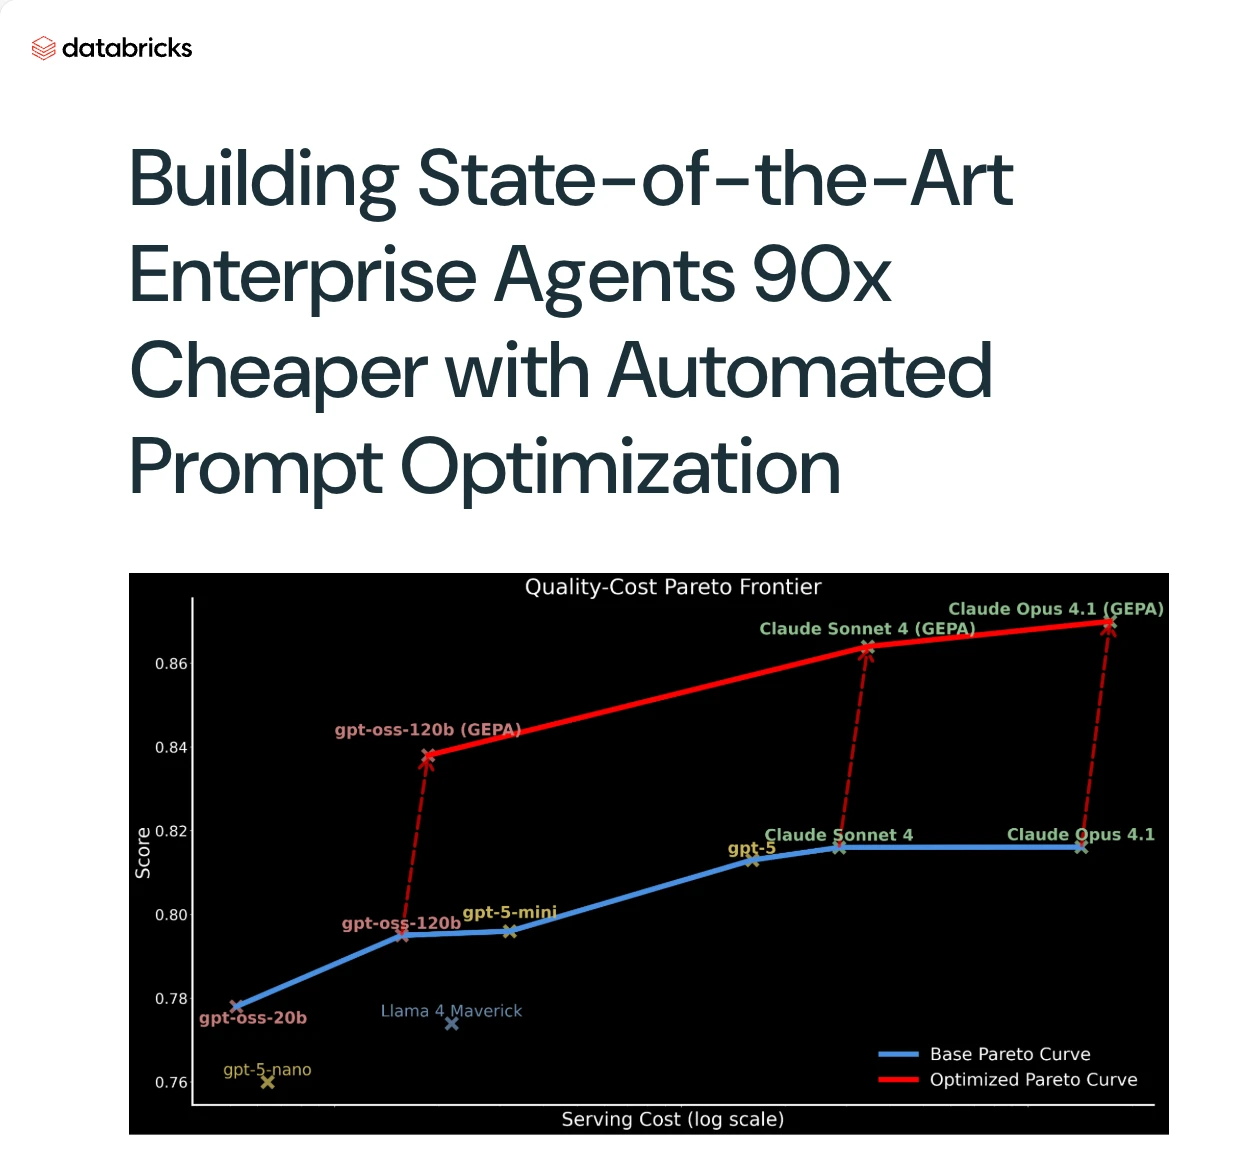 databricks
Building State-of-the-Art
Enterprise Agents 90x
Cheaper with Automated
Prompt Optimization
Quality-Cost Pareto Frontier
Claude Opus 4.1 (GEPA)
Claude Sonnet 4 (GEPA)
0.86
gpt-oss-120b (GEPA)
0.84
Score
0.82
Claude Sonnet 4
Claude Opus 4.1
gpt-5
0.80
gpt-oss-120b
gpt-5-mini
0.78
gpt-oss-20b
Llama 4 Maverick
gpt-5-nano
0.76
Base Pareto Curve
Optimized Pareto Curve
Serving Cost (log scale)